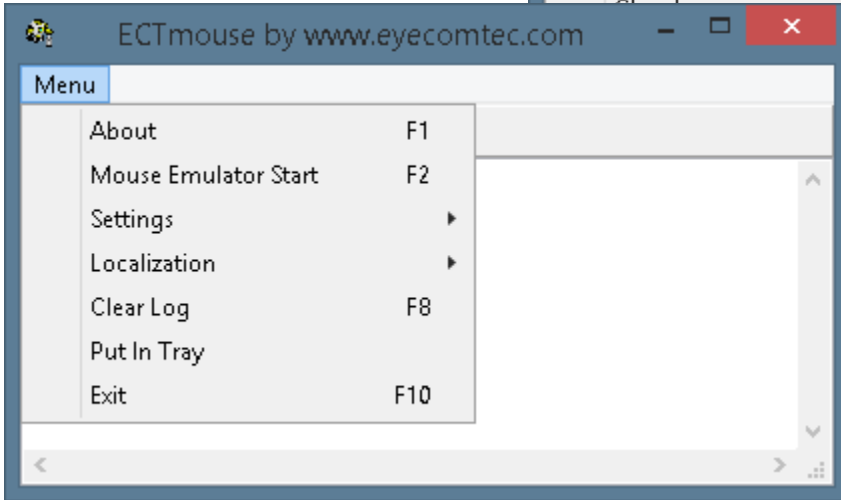 ECTmouse by www.eyecomtec.com
Menu
About F1
Mouse Emulator Start F2
Settings
Localization
Clear Log F8
Put In Tray
Exit F10